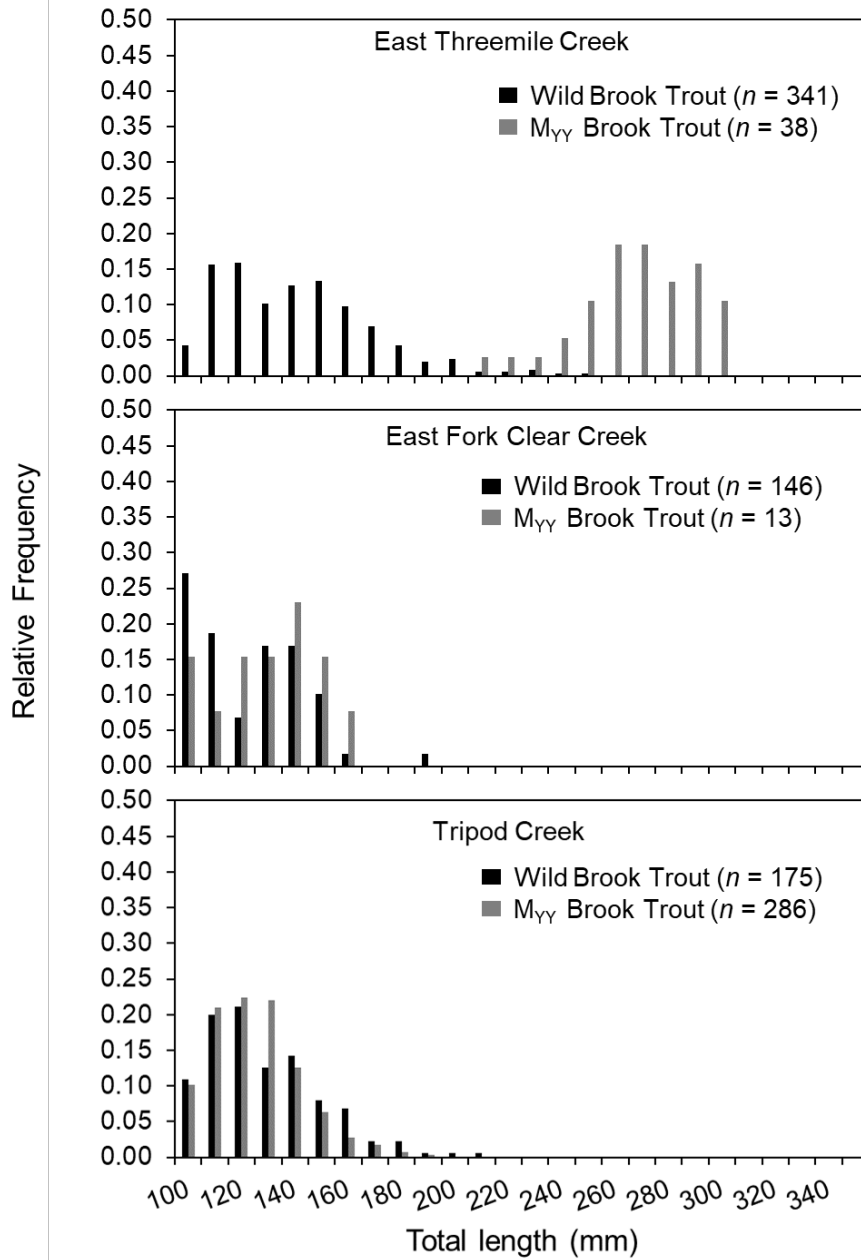 Relative Frequency
East Threemile Creek
Wild Brook Trout (n = 341)
MYY Brook Trout (n = 38)
0.50
0.45
0.40
0.35
0.30
0.25
0.20
0.15
0.10
0.05
0.00
East Fork Clear Creek
Wild Brook Trout (n = 146)
MYY Brook Trout (n = 13)
0.50
0.45
0.40
0.35
0.30
0.25
0.20
0.15
0.10
0.05
0.00
Tripod Creek
Wild Brook Trout (n = 175)
MYY Brook Trout (n = 286)
0.50
0.45
0.40
0.35
0.30
0.25
0.20
0.15
0.10
0.05
0.00
100 120 140 160 180 200 220 240 260 280 300 320 340
Total length (mm)